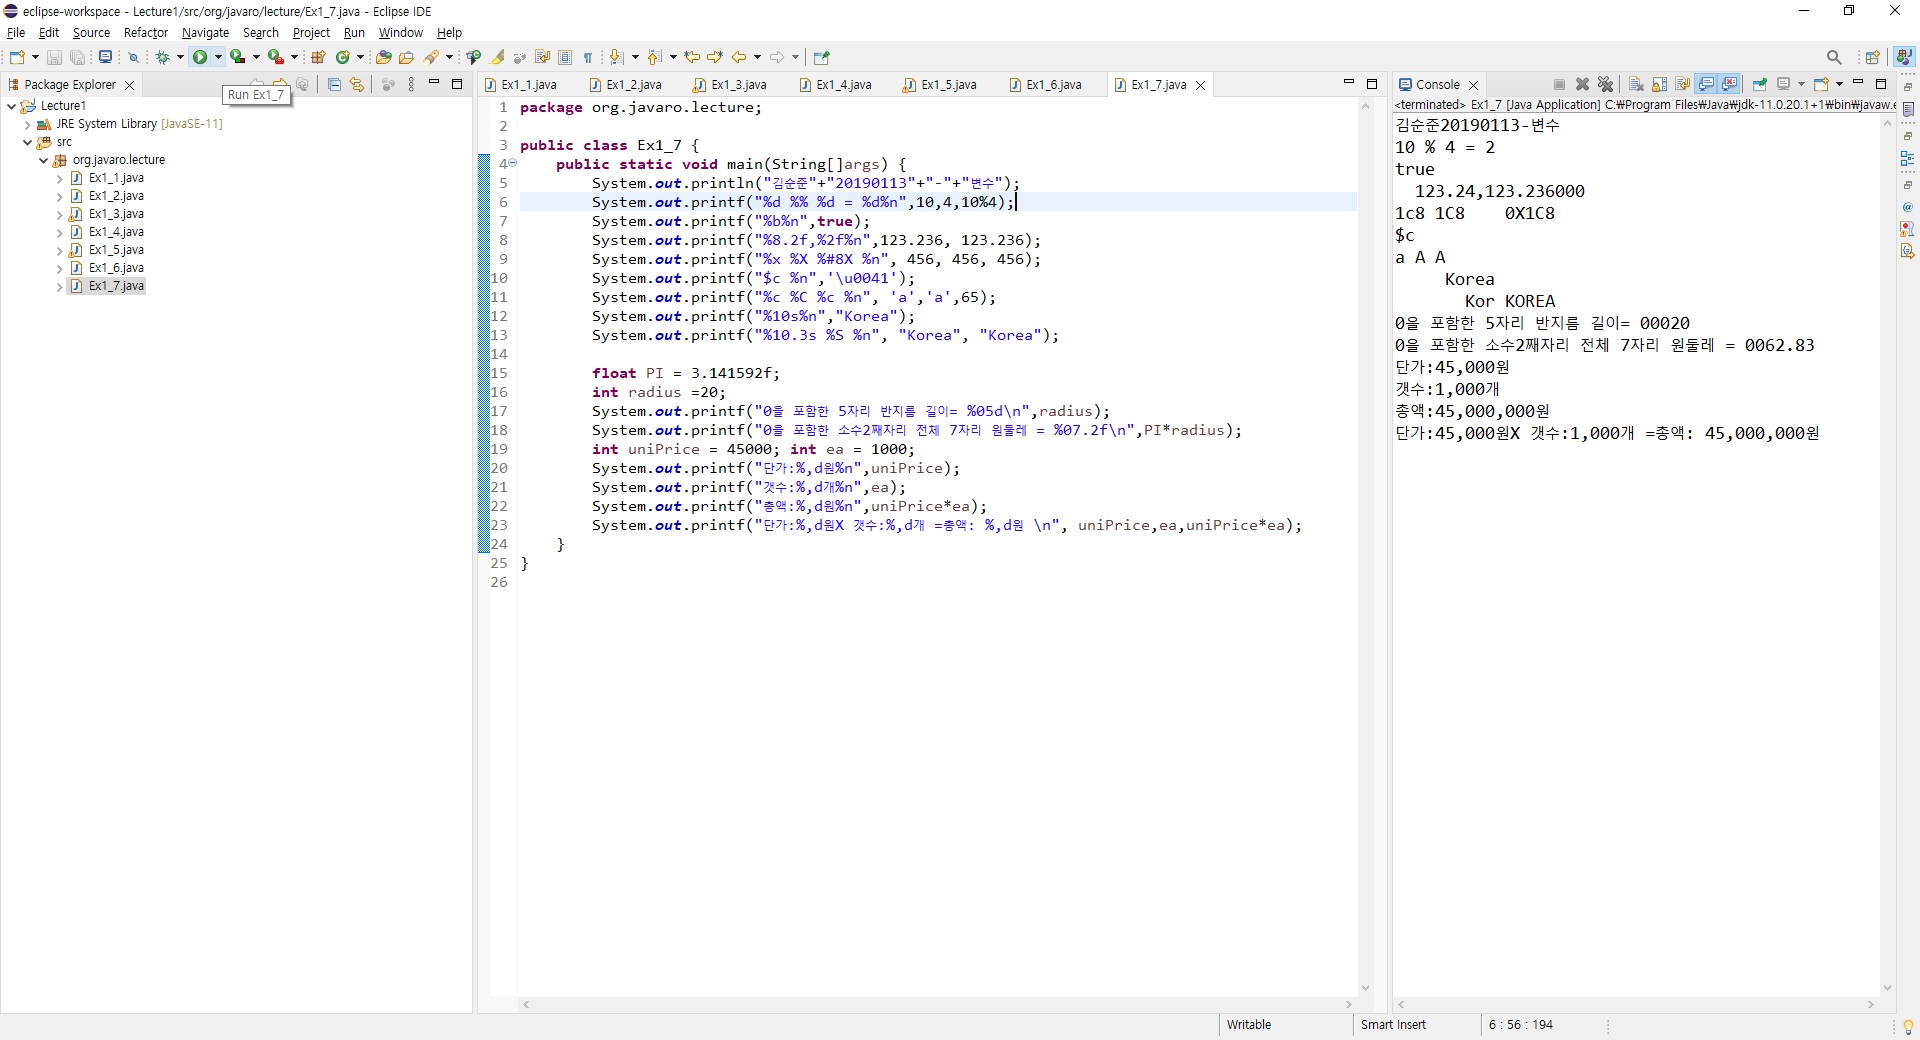 eclipse-workspace - Lecture1/src/org/javaro/lecture/Ex1_7.java - Eclipse IDE
File Edit Source Refactor Navigate Search Project Run Window Help
Package Explorer
Run Ex1_7
Lecture1
JRE System Library [JavaSE-11]
src
org.javaro.lecture
Ex1_1.java
Ex1_2.java
Ex1_3.java
Ex1_4.java
Ex1_5.java
Ex1_6.java
Ex1_7.java
Ex1_1.java Ex1_2.java Ex1_3.java Ex1_4.java Ex1_5.java Ex1_6.java Ex1_7.java
1 package org.javaro.lecture;
2
3 public class Ex1_7 {
4 public static void main(String[]args) {
5 System.out.println("김순준"+"20190113"+"-"+"변수");
6 System.out.printf("%d %% %d = %d%n",10,4,10%4);
7 System.out.printf("%b%n",true);
8 System.out.printf("%8.2f,%2f%n",123.236, 123.236);
9 System.out.printf("%x %X %#8X %n", 456, 456, 456);
10 System.out.printf("$c %n",'\u0041');
11 System.out.printf("%c %C %c %n", 'a','a',65);
12 System.out.printf("%10s%n","Korea");
13 System.out.printf("%10.3s %S %n", "Korea", "Korea");
14
15 float PI = 3.141592f;
16 int radius =20;
17 System.out.printf("0을 포함한 5자리 반지름 길이= %05d\n",radius);
18 System.out.printf("0을 포함한 소수2째자리 전체 7자리 원둘레 = %07.2f\n",PI*radius);
19 int uniPrice = 45000; int ea = 1000;
20 System.out.printf("단가:%,d원%n",uniPrice);
21 System.out.printf("갯수:%,d개%n",ea);
22 System.out.printf("총액:%,d원%n",uniPrice*ea);
23 System.out.printf("단가:%,d원X 갯수:%,d개 =총액: %,d원 \n", uniPrice,ea,uniPrice*ea);
24 }
25 }
26
Console
<terminated> Ex1_7 [Java Application] C:₩Program Files₩Java₩jdk-11.0.20.1+1₩bin₩javaw.e
김순준20190113-변수
10 % 4 = 2
true
123.24,123.236000
1c8 1C8 0X1C8
$c
a A A
Korea
Kor KOREA
0을 포함한 5자리 반지름 길이= 00020
0을 포함한 소수2째자리 전체 7자리 원둘레 = 0062.83
단가:45,000원
갯수:1,000개
총액:45,000,000원
단가:45,000원X 갯수:1,000개 =총액: 45,000,000원
Writable Smart Insert 6 : 56 : 194